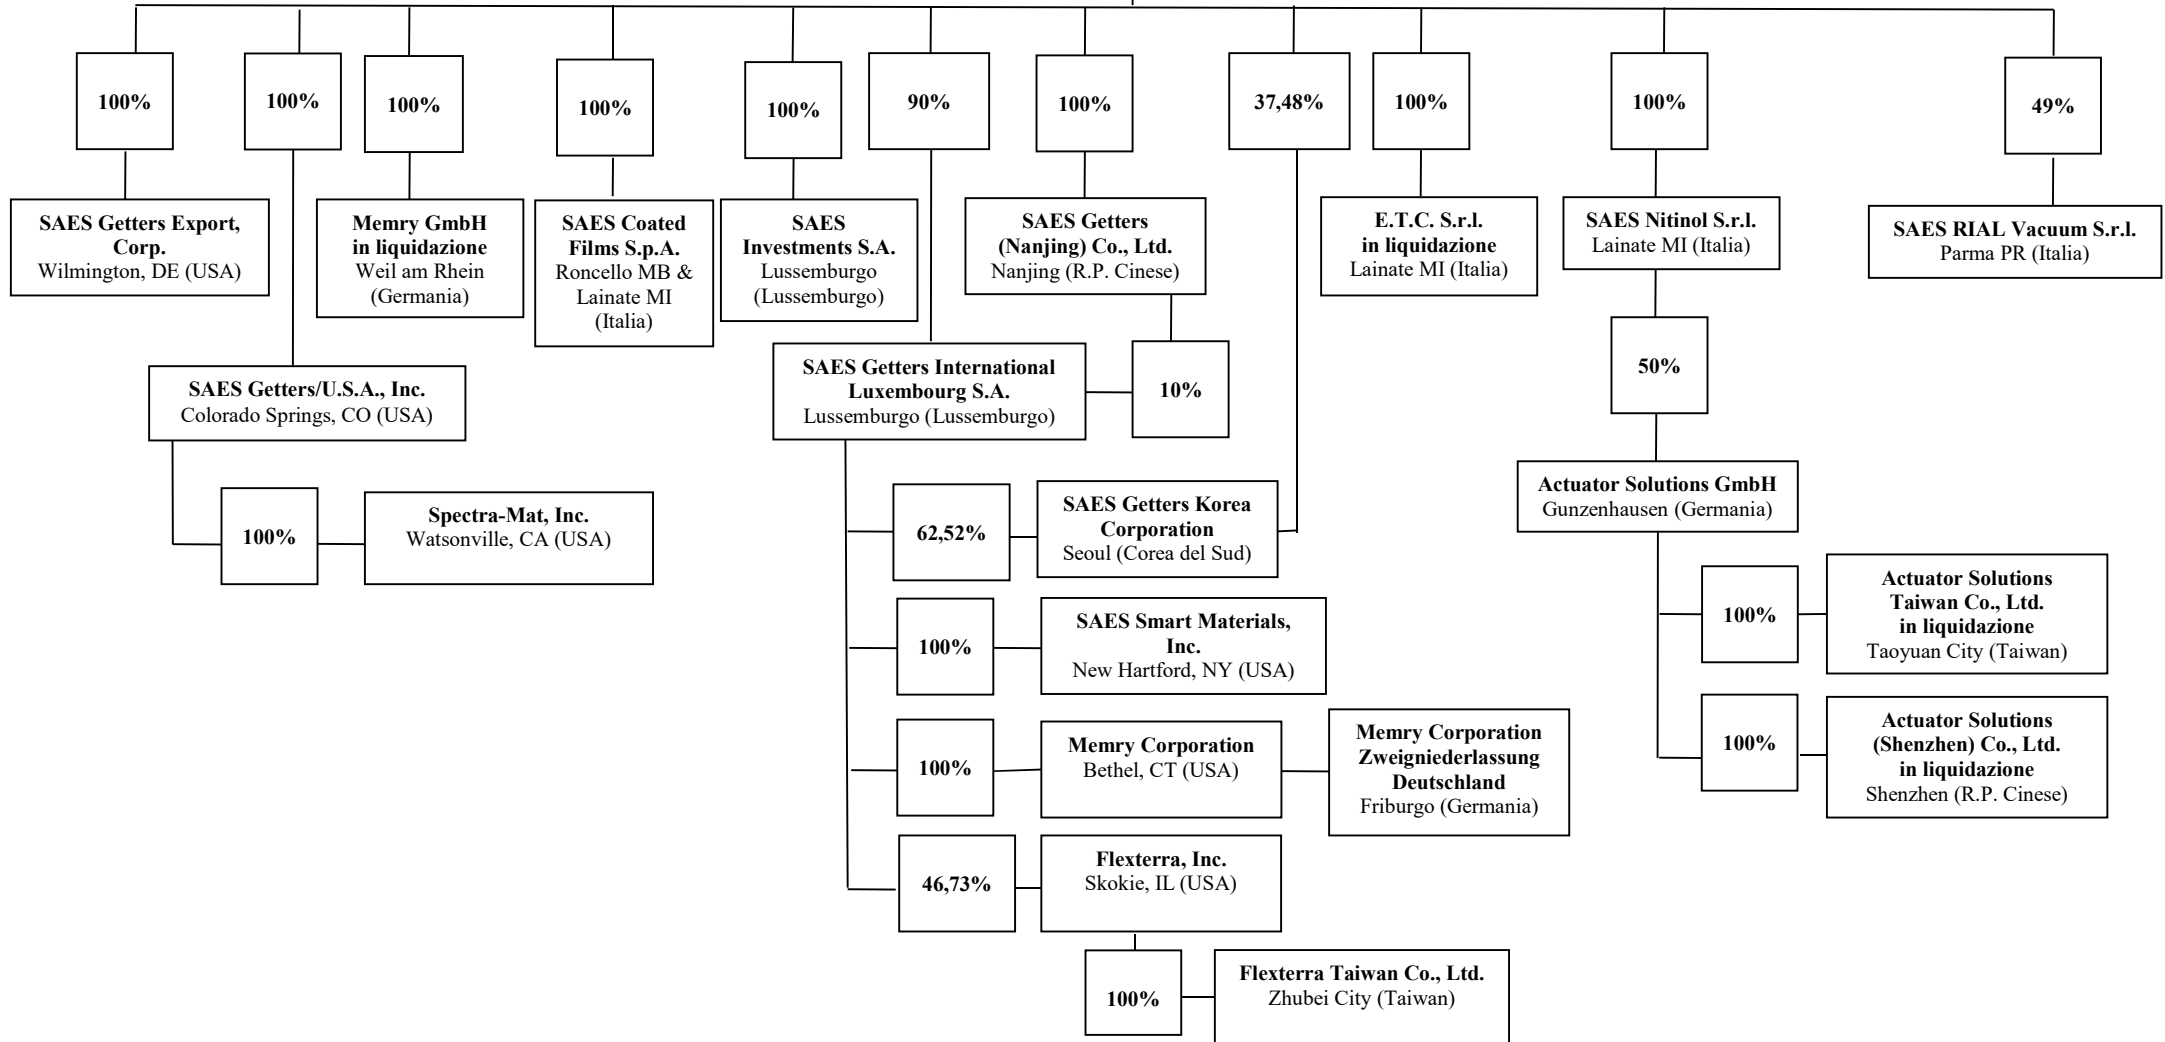 100%
100%
100%
100%
100%
90%
100%
37,48%
100%
100%
49%
SAES Getters Export,
Corp.
Wilmington, DE (USA)
Memry GmbH
in liquidazione
Weil am Rhein
(Germania)
SAES Coated
Films S.p.A.
Roncello MB &
Lainate MI
(Italia)
SAES
Investments S.A.
Lussemburgo
(Lussemburgo)
SAES Getters
(Nanjing) Co., Ltd.
Nanjing (R.P. Cinese)
E.T.C. S.r.l.
in liquidazione
Lainate MI (Italia)
SAES Nitinol S.r.l.
Lainate MI (Italia)
SAES RIAL Vacuum S.r.l.
Parma PR (Italia)
SAES Getters/U.S.A., Inc.
Colorado Springs, CO (USA)
SAES Getters International
Luxembourg S.A.
Lussemburgo (Lussemburgo)
10%
50%
100%
Spectra-Mat, Inc.
Watsonville, CA (USA)
62,52%
SAES Getters Korea
Corporation
Seoul (Corea del Sud)
Actuator Solutions GmbH
Gunzenhausen (Germania)
100%
SAES Smart Materials,
Inc.
New Hartford, NY (USA)
100%
Actuator Solutions
Taiwan Co., Ltd.
in liquidazione
Taoyuan City (Taiwan)
100%
Memry Corporation
Bethel, CT (USA)
Memry Corporation
Zweigniederlassung
Deutschland
Friburgo (Germania)
100%
Actuator Solutions
(Shenzhen) Co., Ltd.
in liquidazione
Shenzhen (R.P. Cinese)
46,73%
Flexterra, Inc.
Skokie, IL (USA)
100%
Flexterra Taiwan Co., Ltd.
Zhubei City (Taiwan)